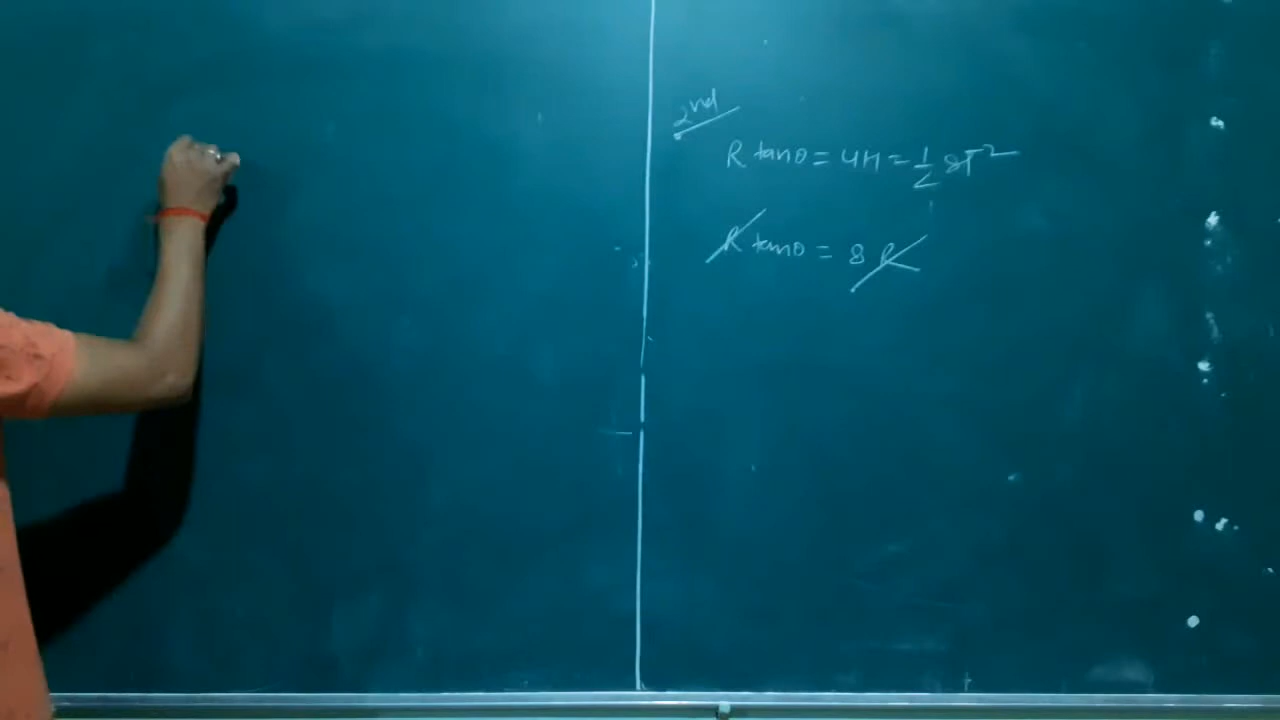 2nd
R tanθ = 4H = 1/2 gT²
R tanθ = 8 R